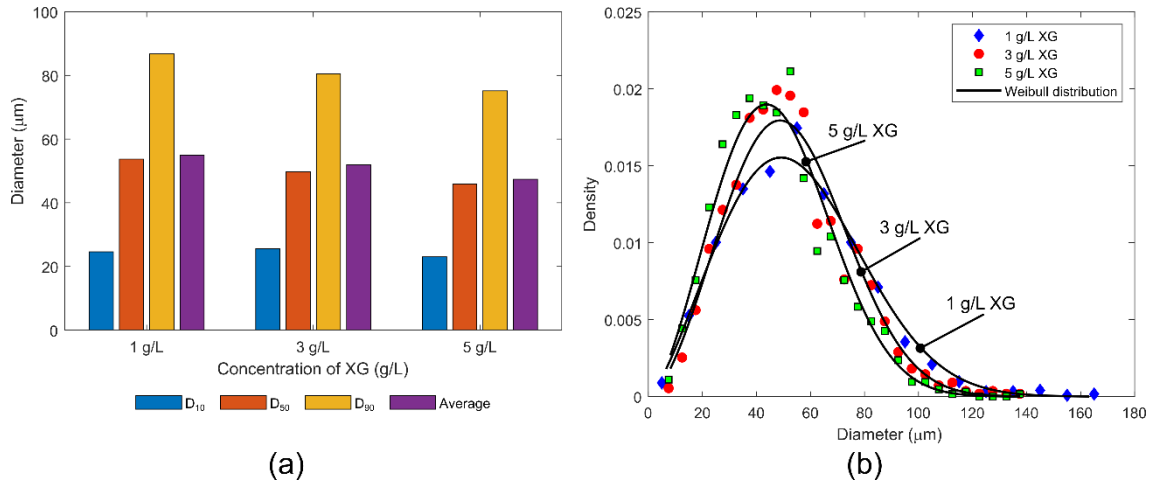 100
80
60
40
20
0
Diameter (μm)
1 g/L
3 g/L
5 g/L
Concentration of XG (g/L)
D10
D50
D90
Average
(a)
0.025
0.02
0.015
0.01
0.005
0
Density
1 g/L XG
3 g/L XG
5 g/L XG
Weibull distribution
5 g/L XG
3 g/L XG
1 g/L XG
0 20 40 60 80 100 120 140 160 180
Diameter (μm)
(b)